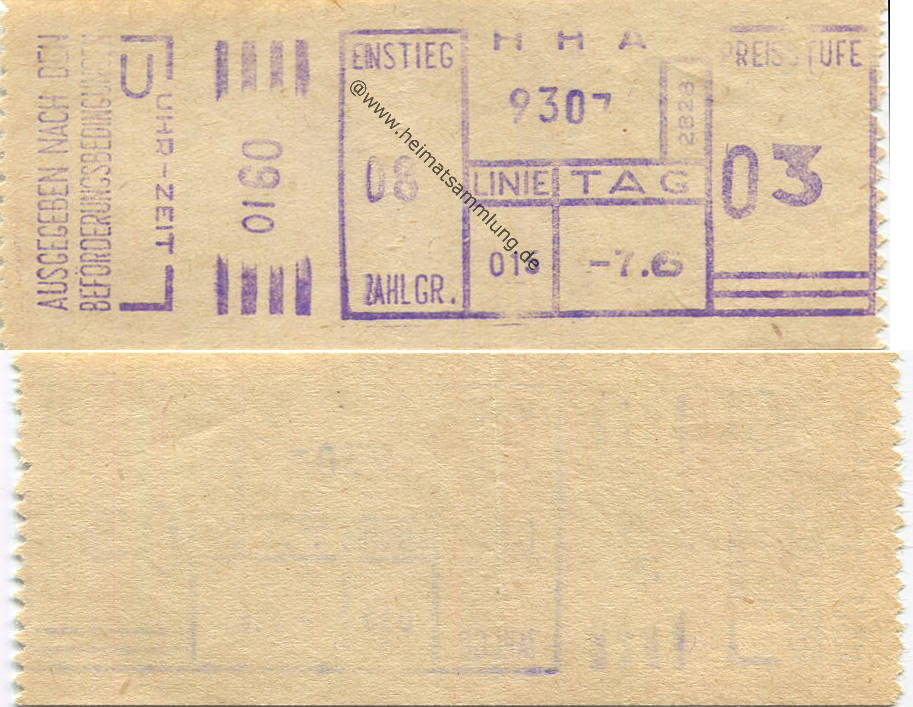 AUSGEGEBEN NACH DEN
BEFÖRDERUNGSBEDINGUNGEN
UHR-ZEIT
0160
EINSTIEG
08
ZAHLGR.
H H A
9307
2828
LINIE
TAG
016
-7.6
PREISSTUFE
03
@www.heimatsammlung.de